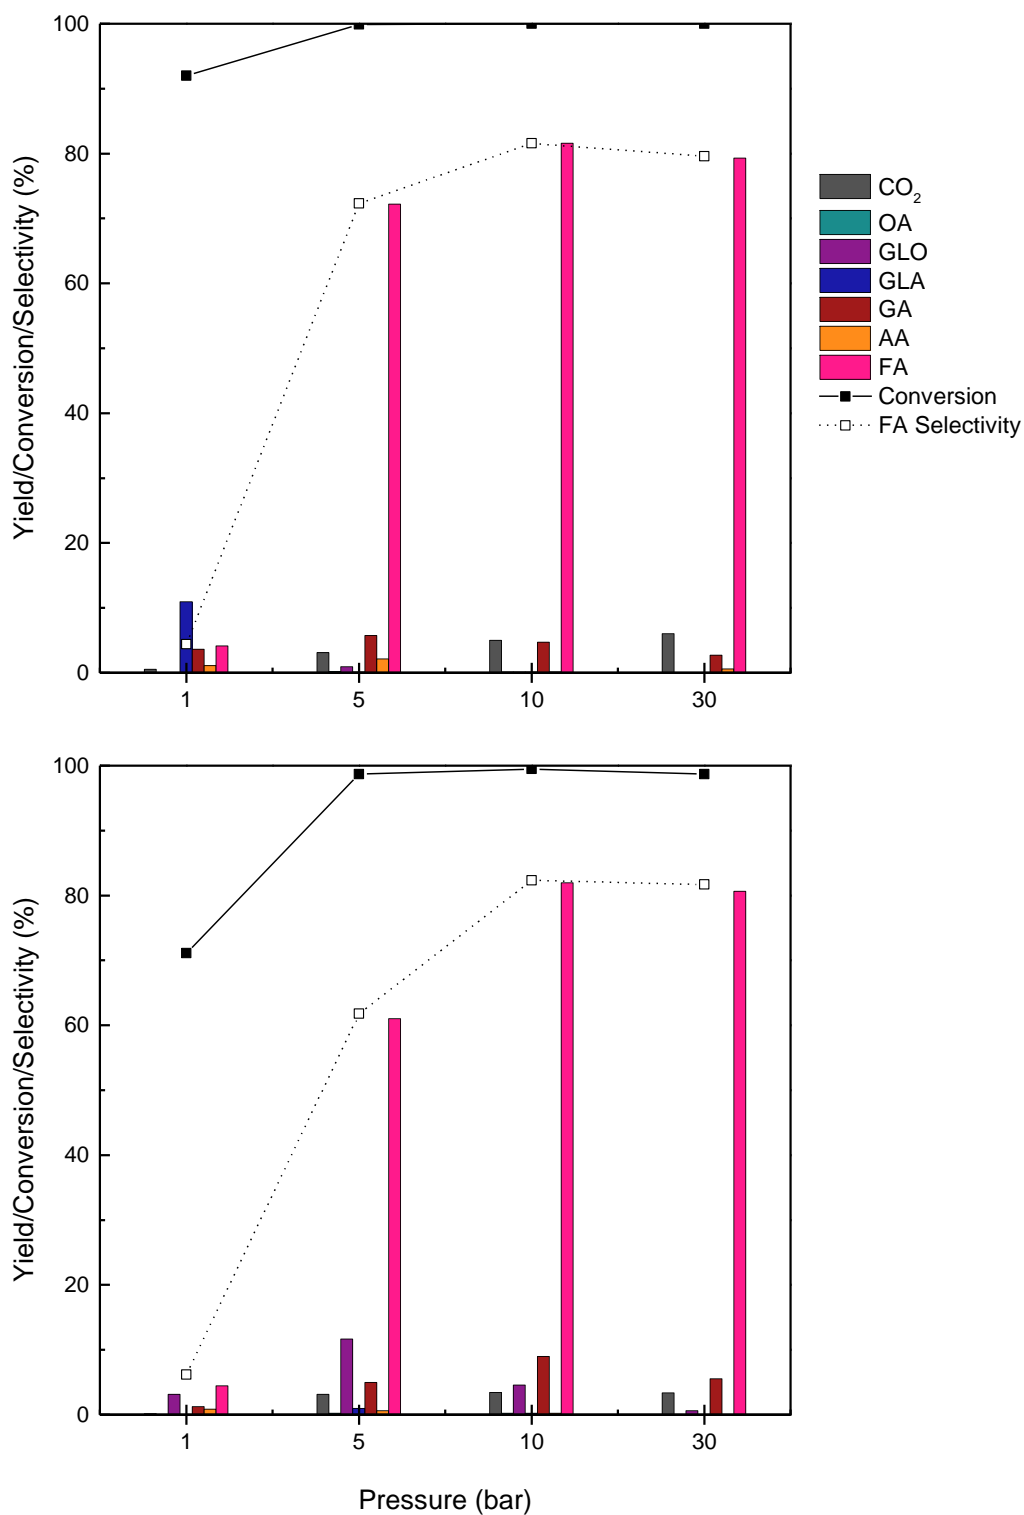 100
80
60
40
20
0
Yield/Conversion/Selectivity (%)
1 5 10 30
CO₂
OA
GLO
GLA
GA
AA
FA
Conversion
FA Selectivity
100
80
60
40
20
0
Yield/Conversion/Selectivity (%)
1 5 10 30
Pressure (bar)